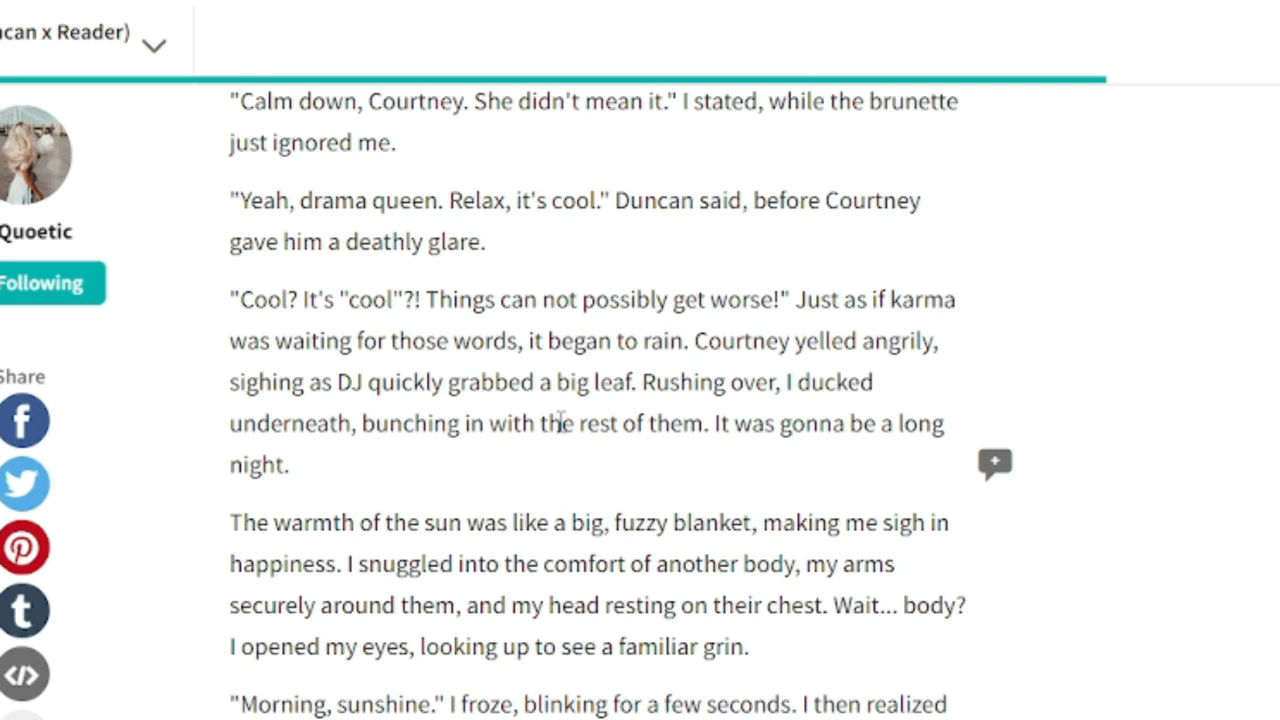 can x Reader)
"Calm down, Courtney. She didn't mean it." I stated, while the brunette
just ignored me.
"Yeah, drama queen. Relax, it's cool." Duncan said, before Courtney
gave him a deathly glare.
"Cool? It's "cool"?! Things can not possibly get worse!" Just as if karma
was waiting for those words, it began to rain. Courtney yelled angrily,
sighing as DJ quickly grabbed a big leaf. Rushing over, I ducked
underneath, bunching in with the rest of them. It was gonna be a long
night.
The warmth of the sun was like a big, fuzzy blanket, making me sigh in
happiness. I snuggled into the comfort of another body, my arms
securely around them, and my head resting on their chest. Wait... body?
I opened my eyes, looking up to see a familiar grin.
"Morning, sunshine." I froze, blinking for a few seconds. I then realized
Quoetic
Following
Share